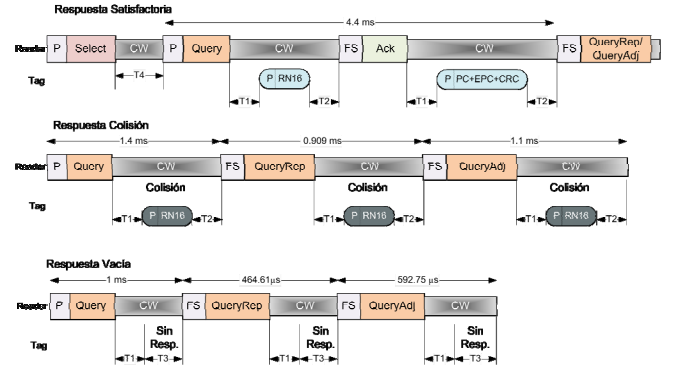 Respuesta Satisfactoria
4.4 ms
Reader P Select CW P Query CW FS Ack CW FS QueryRep/
QueryAdj
Tag T4 P RN16 P PC+EPC+CRC
T1 T2 T1 T2
Respuesta Colisión
1.4 ms 0.909 ms 1.1 ms
Reader P Query CW FS QueryRep CW FS QueryAdj CW
Colisión Colisión Colisión
Tag T1 P RN16 T2 T1 P RN16 T2 T1 P RN16 T2
Respuesta Vacía
1 ms 464.61µs 592.75 µs
Reader P Query CW FS QueryRep CW FS QueryAdj CW
Sin Sin Sin
Tag Resp. Resp. Resp.
T1 T3 T1 T3 T1 T3